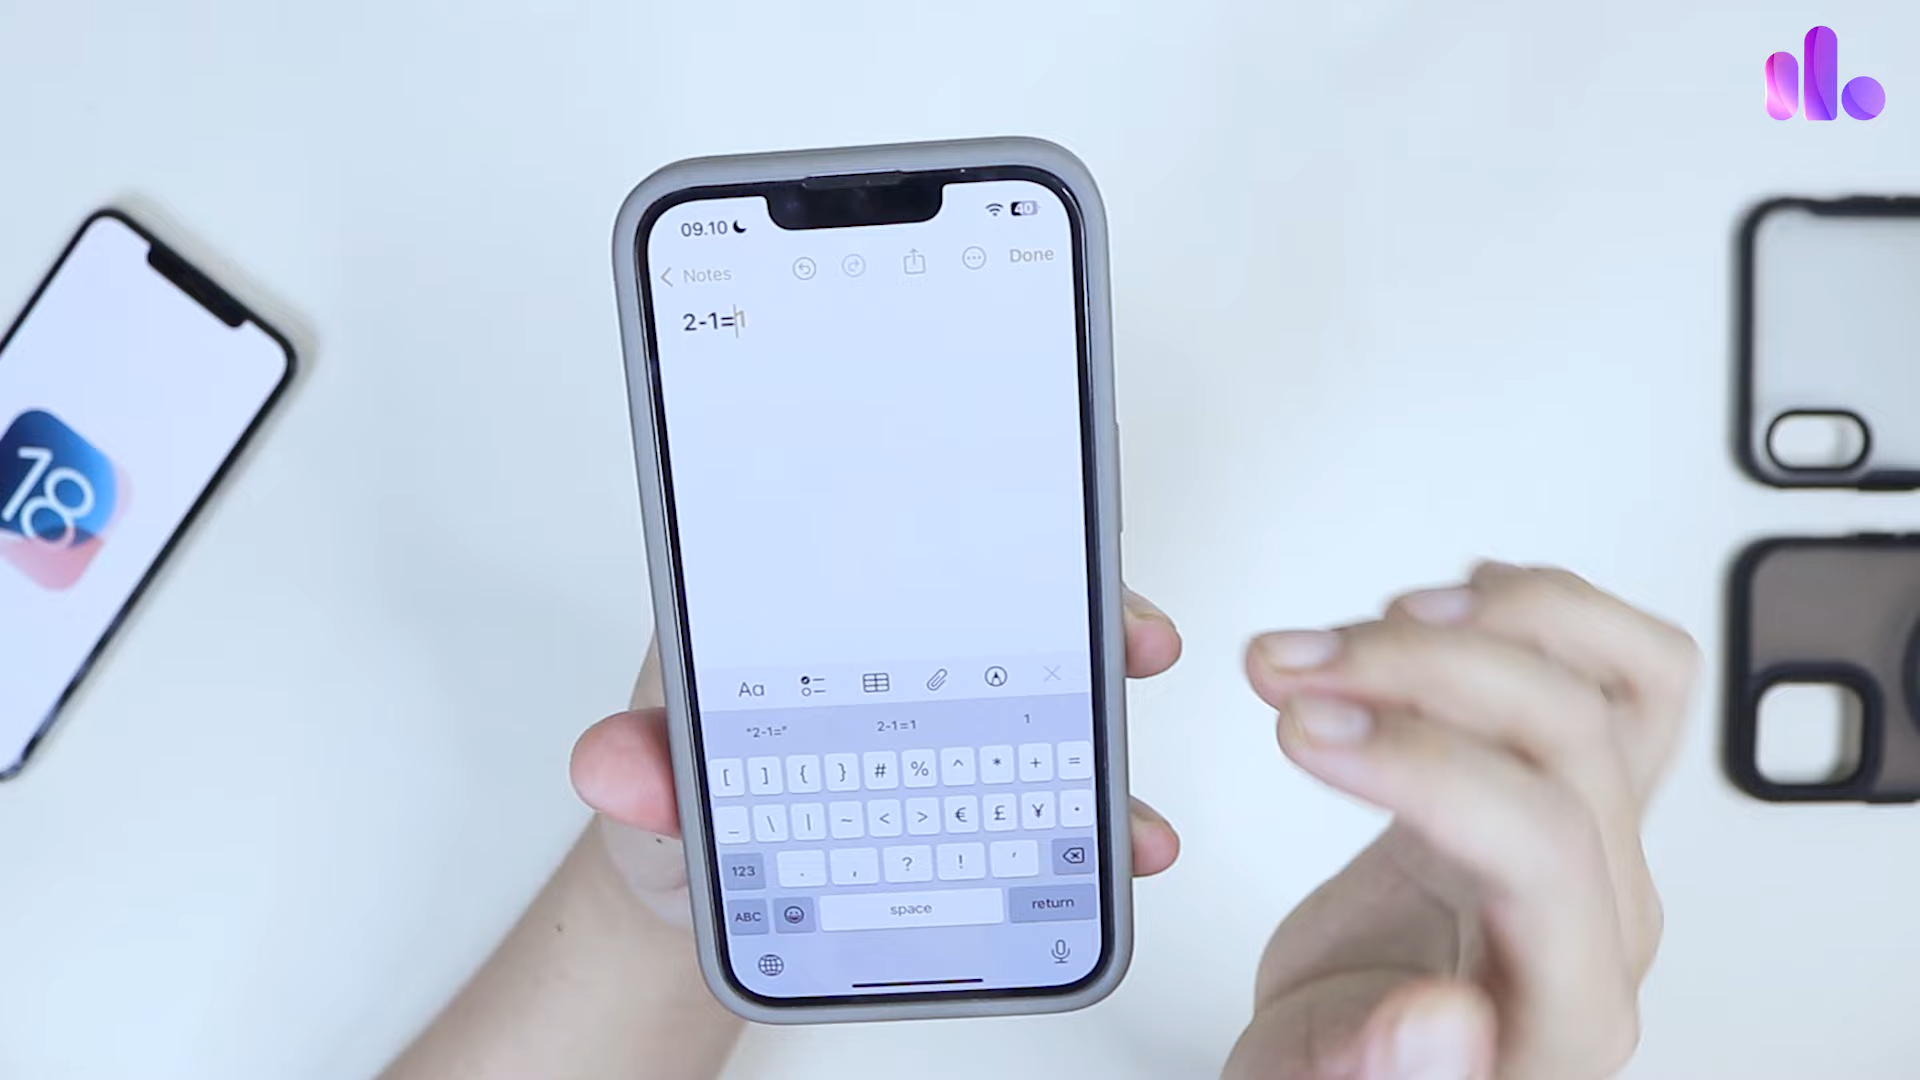 09.10
40
Notes
Done
2-1=1
18
Aa
"2-1="
2-1=1
1
[ ] { } # % ^ * + =
_ \ | ~ < > € £ ¥ •
123 . , ? ! '
ABC space return